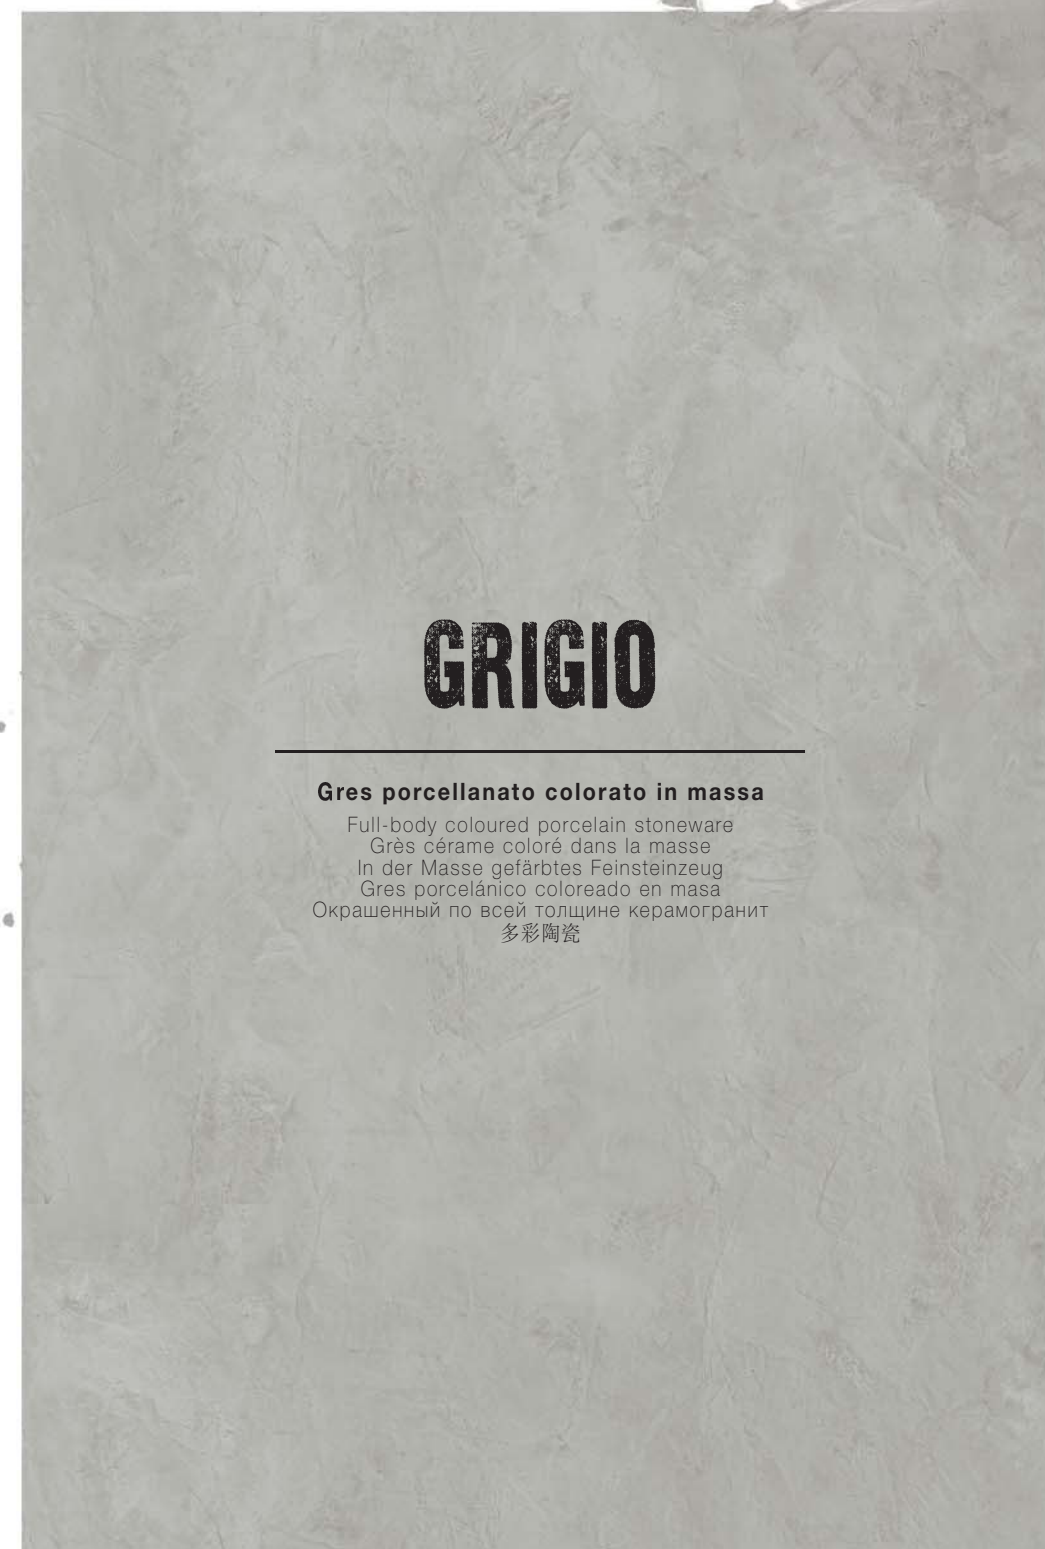 GRIGIO
Gres porcellanato colorato in massa
Full-body coloured porcelain stoneware
Grès cérame coloré dans la masse
In der Masse gefärbtes Feinsteinzeug
Gres porcelánico coloreado en masa
Окрашенный по всей толщине керамогранит
多彩陶瓷